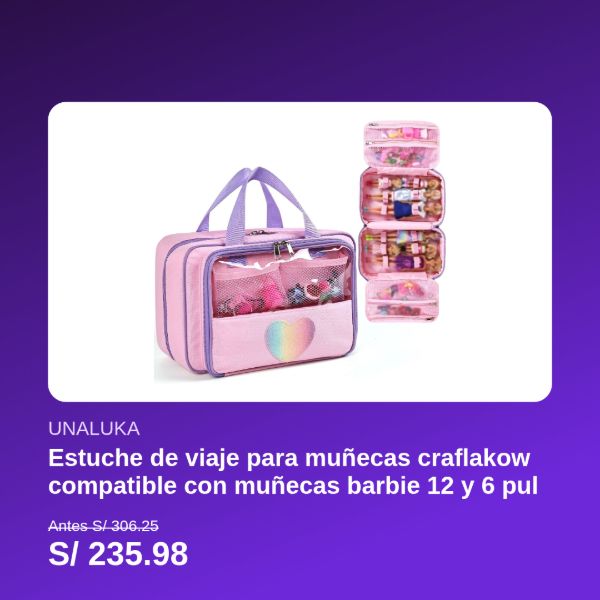 UNALUKA
Estuche de viaje para muñecas craflakow
compatible con muñecas barbie 12 y 6 pul
Antes S/ 306.25
S/ 235.98